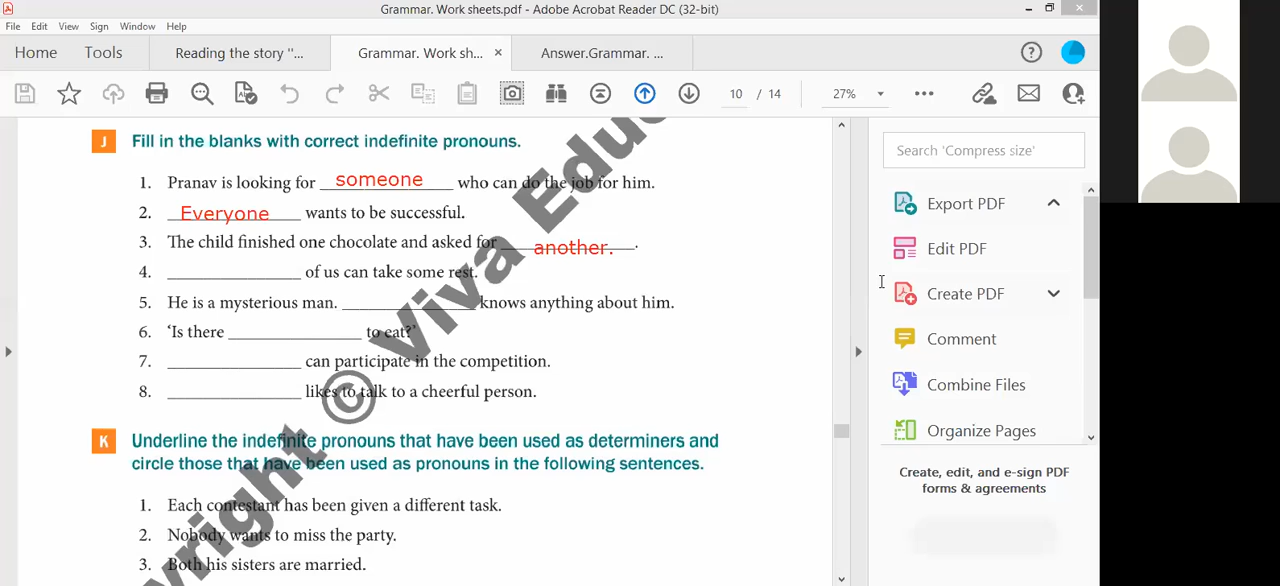 Grammar. Work sheets.pdf - Adobe Acrobat Reader DC (32-bit)
File Edit View Sign Window Help
Home Tools Reading the story "... Grammar. Work sh... × Answer.Grammar. ...
10 / 14 27%
J Fill in the blanks with correct indefinite pronouns.
1. Pranav is looking for someone who can do the job for him.
2. Everyone wants to be successful.
3. The child finished one chocolate and asked for another. .
4. ______________ of us can take some rest.
5. He is a mysterious man. ______________ knows anything about him.
6. ‘Is there ______________ to eat?’
7. ______________ can participate in the competition.
8. ______________ likes to talk to a cheerful person.
K Underline the indefinite pronouns that have been used as determiners and
circle those that have been used as pronouns in the following sentences.
1. Each contestant has been given a different task.
2. Nobody wants to miss the party.
3. Both his sisters are married.
yright © Viva Educ
Search 'Compress size'
Export PDF
Edit PDF
Create PDF
Comment
Combine Files
Organize Pages
Create, edit, and e-sign PDF
forms & agreements